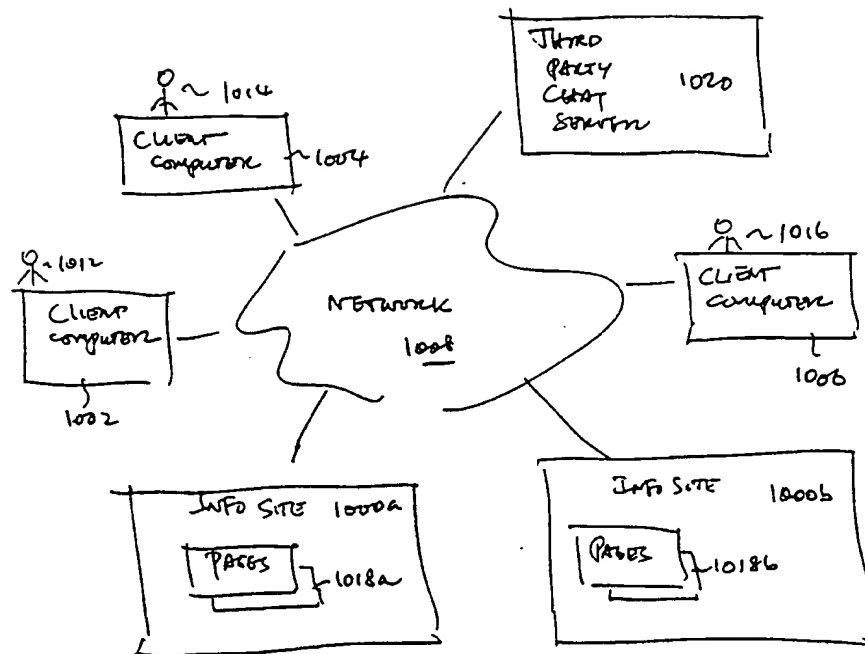 THIRD
PARTY
CHAT
SERVER
1020
1014
CLIENT
COMPUTER
1004
1012
CLIENT
COMPUTER
1002
NETWORK
1008
1016
CLIENT
COMPUTER
1006
INFO SITE 1000a
PAGES
1018a
INFO SITE 1000b
PAGES
1018b